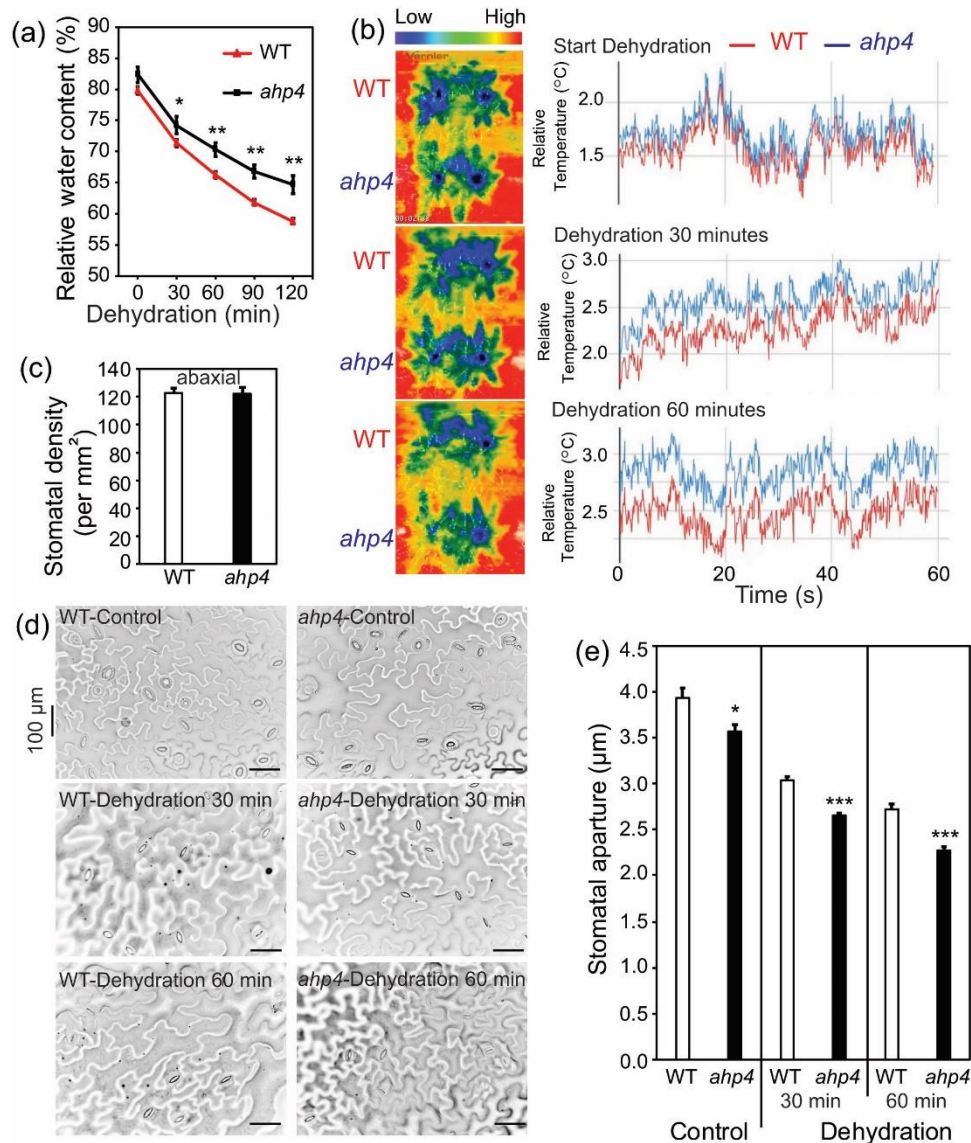 (a)
Relative water content (%)
90
85
80
75
70
65
60
55
50
WT
ahp4
*
**
**
**
0 30 60 90 120
Dehydration (min)
(b)
Low High
Vernier
WT
ahp4
WT
ahp4
WT
ahp4
Start Dehydration WT ahp4
Relative
Temperature (°C)
2.0
1.5
Dehydration 30 minutes
Relative
Temperature (°C)
3.0
2.5
2.0
Dehydration 60 minutes
Relative
Temperature (°C)
3.0
2.5
0 20 40 60
Time (s)
(c)
Stomatal density
(per mm²)
140
120
100
80
60
40
20
0
abaxial
WT ahp4
(d)
100 µm
WT-Control
ahp4-Control
WT-Dehydration 30 min
ahp4-Dehydration 30 min
WT-Dehydration 60 min
ahp4-Dehydration 60 min
(e)
Stomatal aparture (µm)
4.5
4.0
3.5
3.0
2.5
2.0
1.5
1.0
0.5
0.0
*
***
***
WT ahp4 WT ahp4 WT ahp4
30 min 60 min
Control Dehydration